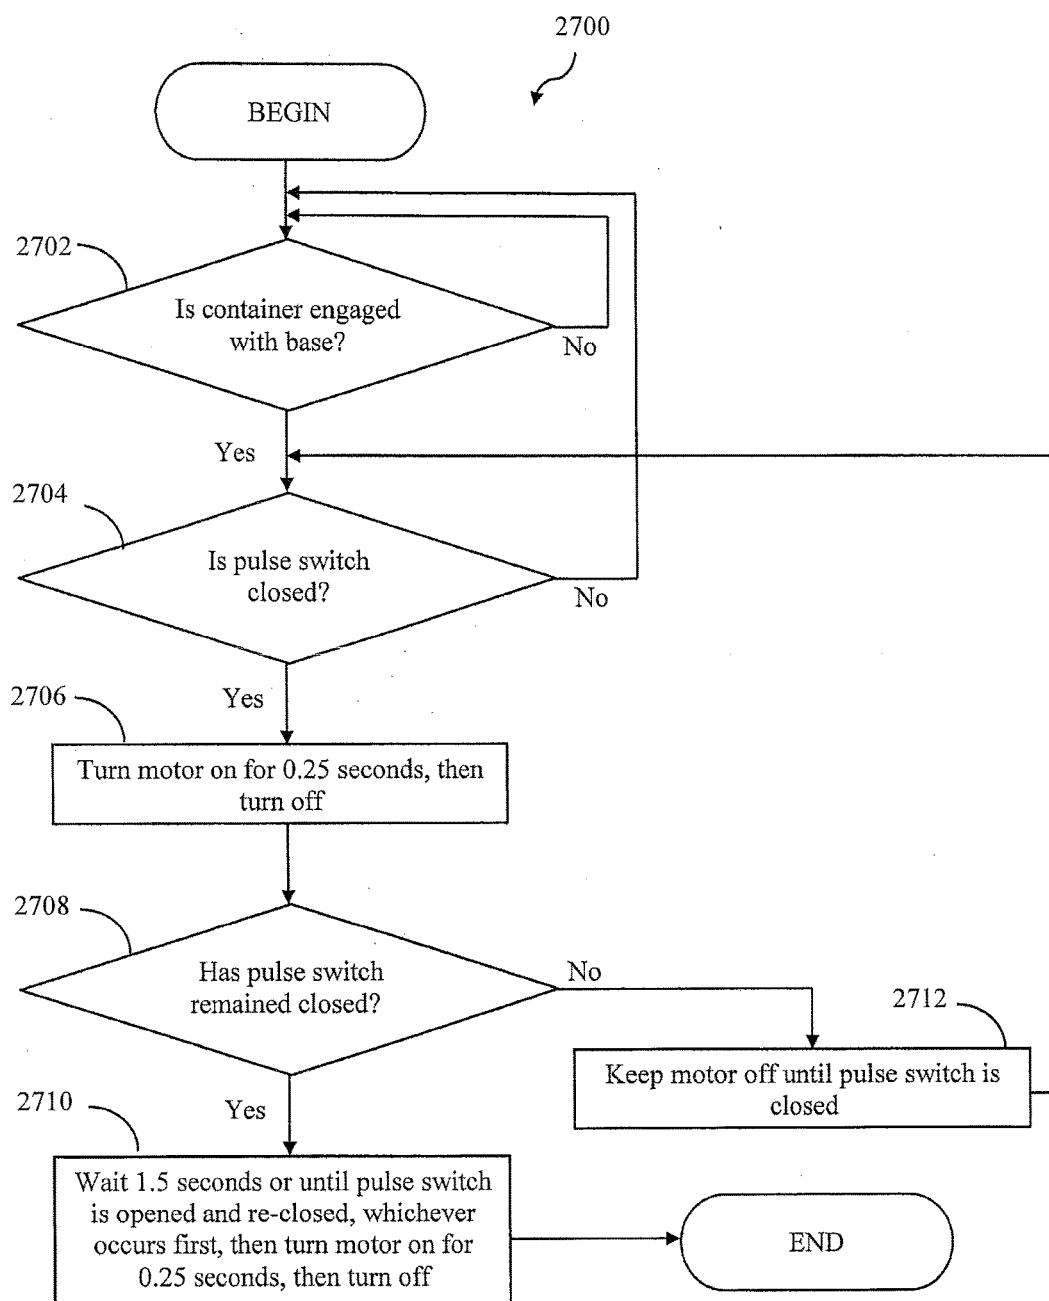 2700
BEGIN
2702
Is container engaged
with base?
No
Yes
2704
Is pulse switch
closed?
No
Yes
2706
Turn motor on for 0.25 seconds, then
turn off
2708
Has pulse switch
remained closed?
No
2712
Keep motor off until pulse switch is
closed
Yes
2710
Wait 1.5 seconds or until pulse switch
is opened and re-closed, whichever
occurs first, then turn motor on for
0.25 seconds, then turn off
END